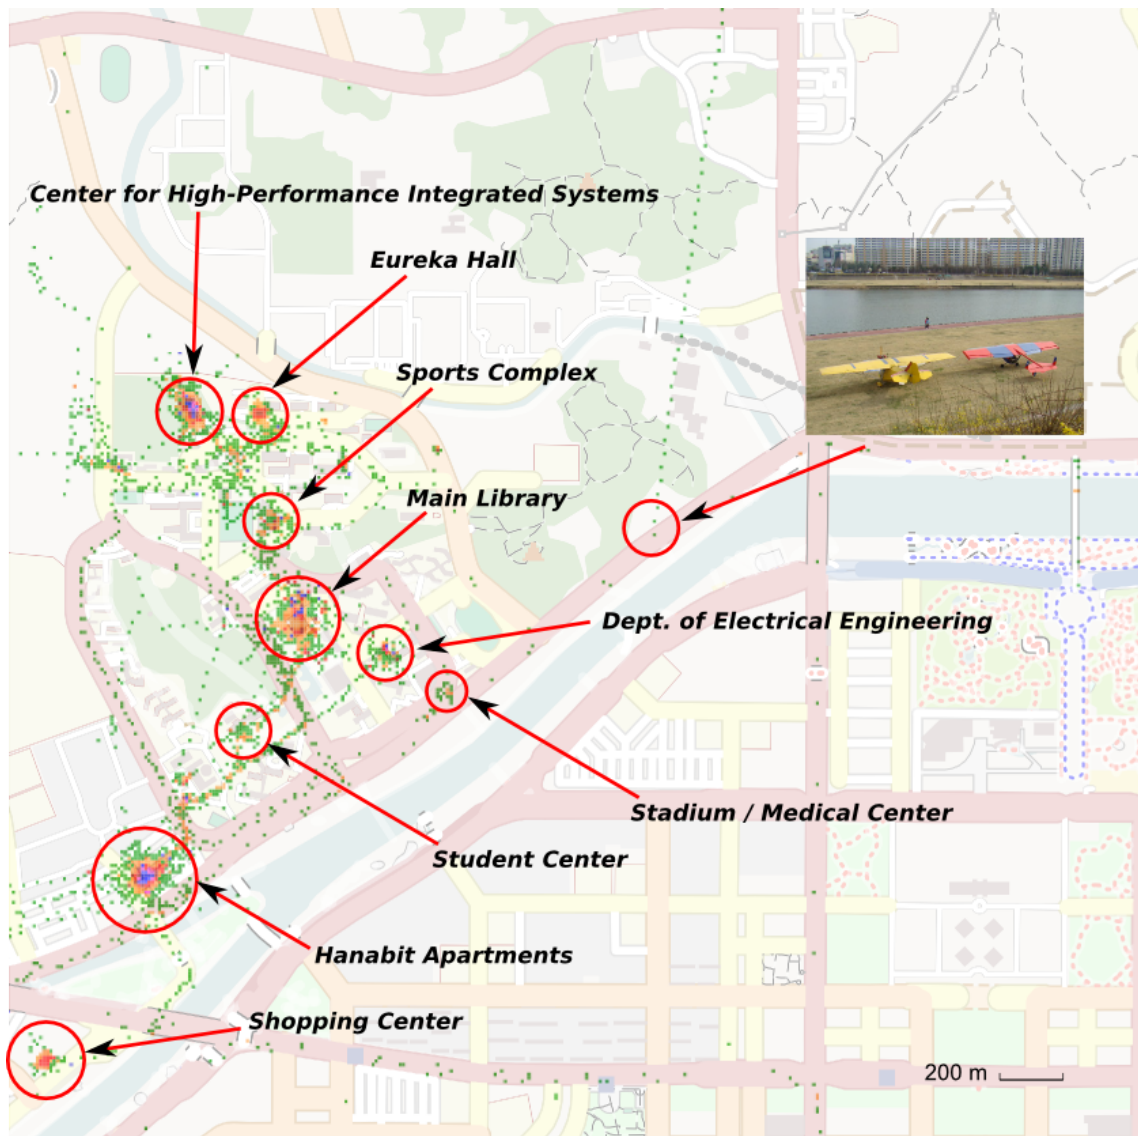 Center for High-Performance Integrated Systems
Eureka Hall
Sports Complex
Main Library
Dept. of Electrical Engineering
Stadium / Medical Center
Student Center
Hanabit Apartments
Shopping Center
200 m